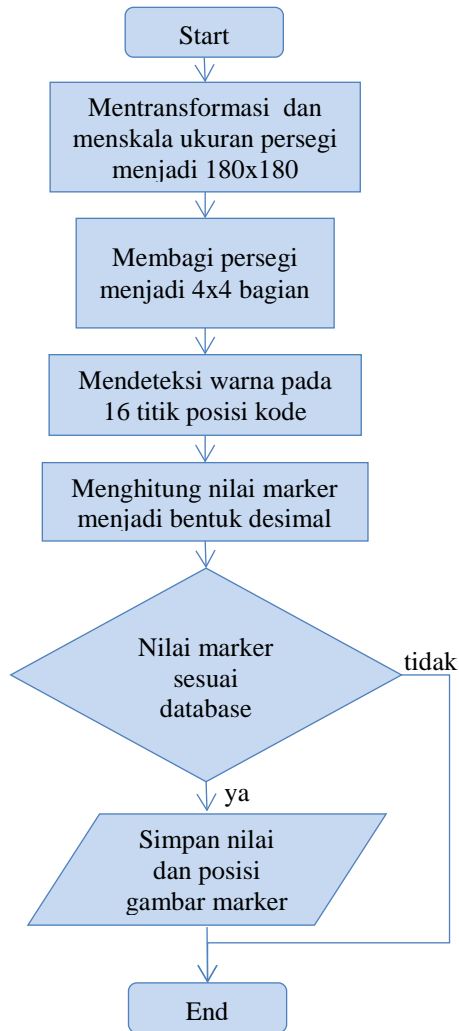 Start
Mentransformasi dan
menskala ukuran persegi
menjadi 180x180
Membagi persegi
menjadi 4x4 bagian
Mendeteksi warna pada
16 titik posisi kode
Menghitung nilai marker
menjadi bentuk desimal
Nilai marker
sesuai
database
tidak
ya
Simpan nilai
dan posisi
gambar marker
End